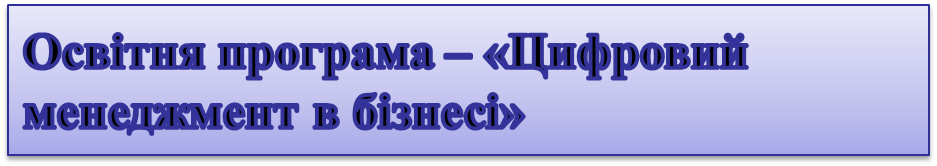 Освітня програма – «Цифровий
менеджмент в бізнесі»